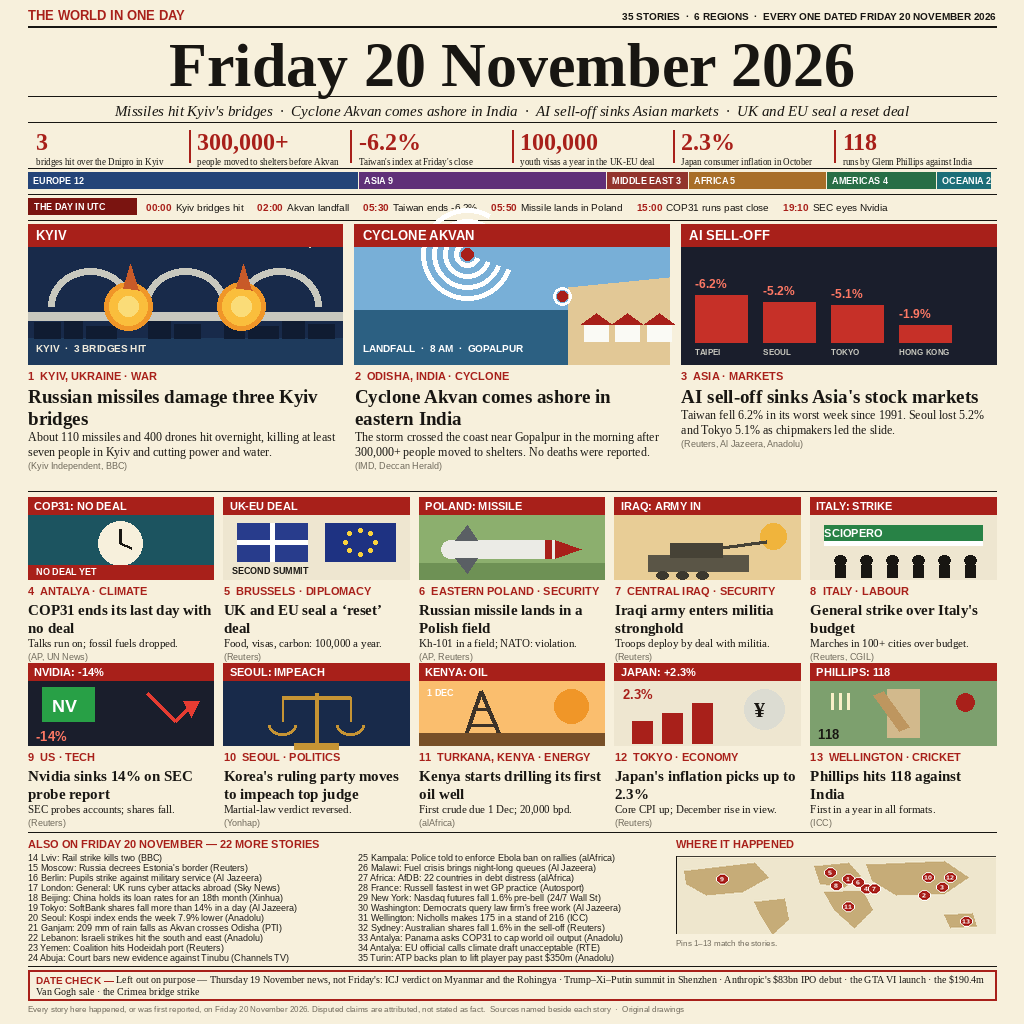 THE WORLD IN ONE DAY
35 STORIES · 6 REGIONS · EVERY ONE DATED FRIDAY 20 NOVEMBER 2026
Friday 20 November 2026
Missiles hit Kyiv's bridges · Cyclone Akvan comes ashore in India · AI sell-off sinks Asian markets · UK and EU seal a reset deal
3
bridges hit over the Dnipro in Kyiv
300,000+
people moved to shelters before Akvan
-6.2%
Taiwan's index at Friday's close
100,000
youth visas a year in the UK-EU deal
2.3%
Japan consumer inflation in October
118
runs by Glenn Phillips against India
EUROPE 12
ASIA 9
MIDDLE EAST 3
AFRICA 5
AMERICAS 4
OCEANIA 2
THE DAY IN UTC
00:00 Kyiv bridges hit
02:00 Akvan landfall
05:30 Taiwan ends -6.2%
05:50 Missile lands in Poland
15:00 COP31 runs past close
19:10 SEC eyes Nvidia
KYIV
KYIV · 3 BRIDGES HIT
1 KYIV, UKRAINE · WAR
Russian missiles damage three Kyiv
bridges
About 110 missiles and 400 drones hit overnight, killing at least
seven people in Kyiv and cutting power and water.
(Kyiv Independent, BBC)
CYCLONE AKVAN
LANDFALL · 8 AM · GOPALPUR
2 ODISHA, INDIA · CYCLONE
Cyclone Akvan comes ashore in
eastern India
The storm crossed the coast near Gopalpur in the morning after
300,000+ people moved to shelters. No deaths were reported.
(IMD, Deccan Herald)
AI SELL-OFF
-6.2%
-5.2%
-5.1%
-1.9%
TAIPEI
SEOUL
TOKYO
HONG KONG
3 ASIA · MARKETS
AI sell-off sinks Asia's stock markets
Taiwan fell 6.2% in its worst week since 1991. Seoul lost 5.2%
and Tokyo 5.1% as chipmakers led the slide.
(Reuters, Al Jazeera, Anadolu)
COP31: NO DEAL
NO DEAL YET
4 ANTALYA · CLIMATE
COP31 ends its last day with
no deal
Talks run on; fossil fuels dropped.
(AP, UN News)
UK-EU DEAL
SECOND SUMMIT
5 BRUSSELS · DIPLOMACY
UK and EU seal a ‘reset’
deal
Food, visas, carbon: 100,000 a year.
(Reuters)
POLAND: MISSILE
6 EASTERN POLAND · SECURITY
Russian missile lands in a
Polish field
Kh-101 in a field; NATO: violation.
(AP, Reuters)
IRAQ: ARMY IN
7 CENTRAL IRAQ · SECURITY
Iraqi army enters militia
stronghold
Troops deploy by deal with militia.
(Reuters)
ITALY: STRIKE
SCIOPERO
8 ITALY · LABOUR
General strike over Italy's
budget
Marches in 100+ cities over budget.
(Reuters, CGIL)
NVIDIA: -14%
NV
-14%
9 US · TECH
Nvidia sinks 14% on SEC
probe report
SEC probes accounts; shares fall.
(Reuters)
SEOUL: IMPEACH
10 SEOUL · POLITICS
Korea's ruling party moves
to impeach top judge
Martial-law verdict reversed.
(Yonhap)
KENYA: OIL
1 DEC
11 TURKANA, KENYA · ENERGY
Kenya starts drilling its first
oil well
First crude due 1 Dec; 20,000 bpd.
(alAfria)
JAPAN: +2.3%
2.3%
¥
12 TOKYO · ECONOMY
Japan's inflation picks up to
2.3%
Core CPI up; December rise in view.
(Reuters)
PHILLIPS: 118
118
13 WELLINGTON · CRICKET
Phillips hits 118 against
India
First in a year in all formats.
(ICC)
ALSO ON FRIDAY 20 NOVEMBER — 22 MORE STORIES
14 Lviv: Rail strike kills two (BBC)
15 Moscow: Russia decrees Estonia's border (Reuters)
16 Berlin: Pupils strike against military service (Al Jazeera)
17 London: General: UK runs cyber attacks abroad (Sky News)
18 Beijing: China holds its loan rates for an 18th month (Xinhua)
19 Tokyo: SoftBank shares fall more than 14% in a day (Al Jazeera)
20 Seoul: Kospi index ends the week 7.9% lower (Anadolu)
21 Ganjam: 209 mm of rain falls as Akvan crosses Odisha (PTI)
22 Lebanon: Israeli strikes hit the south and east (Anadolu)
23 Yemen: Coalition hits Hodeidah port (Reuters)
24 Abuja: Court bars new evidence against Tinubu (Channels TV)
25 Kampala: Police told to enforce Ebola ban on rallies (alAfria)
26 Malawi: Fuel crisis brings night-long queues (Al Jazeera)
27 Africa: AfDB: 22 countries in debt distress (alAfria)
28 France: Russell fastest in wet GP practice (Autosport)
29 New York: Nasdaq futures fall 1.6% pre-bell (24/7 Wall St)
30 Washington: Democrats query law firm's free work (Al Jazeera)
31 Wellington: Nicholls makes 175 in a stand of 216 (ICC)
32 Sydney: Australian shares fall 1.6% in the sell-off (Reuters)
33 Antalya: Panama asks COP31 to cap world oil output (Anadolu)
34 Antalya: EU official calls climate draft unacceptable (RTE)
35 Turin: ATP backs plan to lift player pay past $350m (Anadolu)
WHERE IT HAPPENED
9
5
1
6
8
4
7
11
10
12
3
2
13
Pins 1–13 match the stories.
DATE CHECK — Left out on purpose — Thursday 19 November news, not Friday's: ICJ verdict on Myanmar and the Rohingya · Trump–Xi–Putin summit in Shenzhen · Anthropic's $83bn IPO debut · the GTA VI launch · the $190.4m
Van Gogh sale · the Crimea bridge strike
Every story here happened, or was first reported, on Friday 20 November 2026. Disputed claims are attributed, not stated as fact. Sources named beside each story · Original drawings